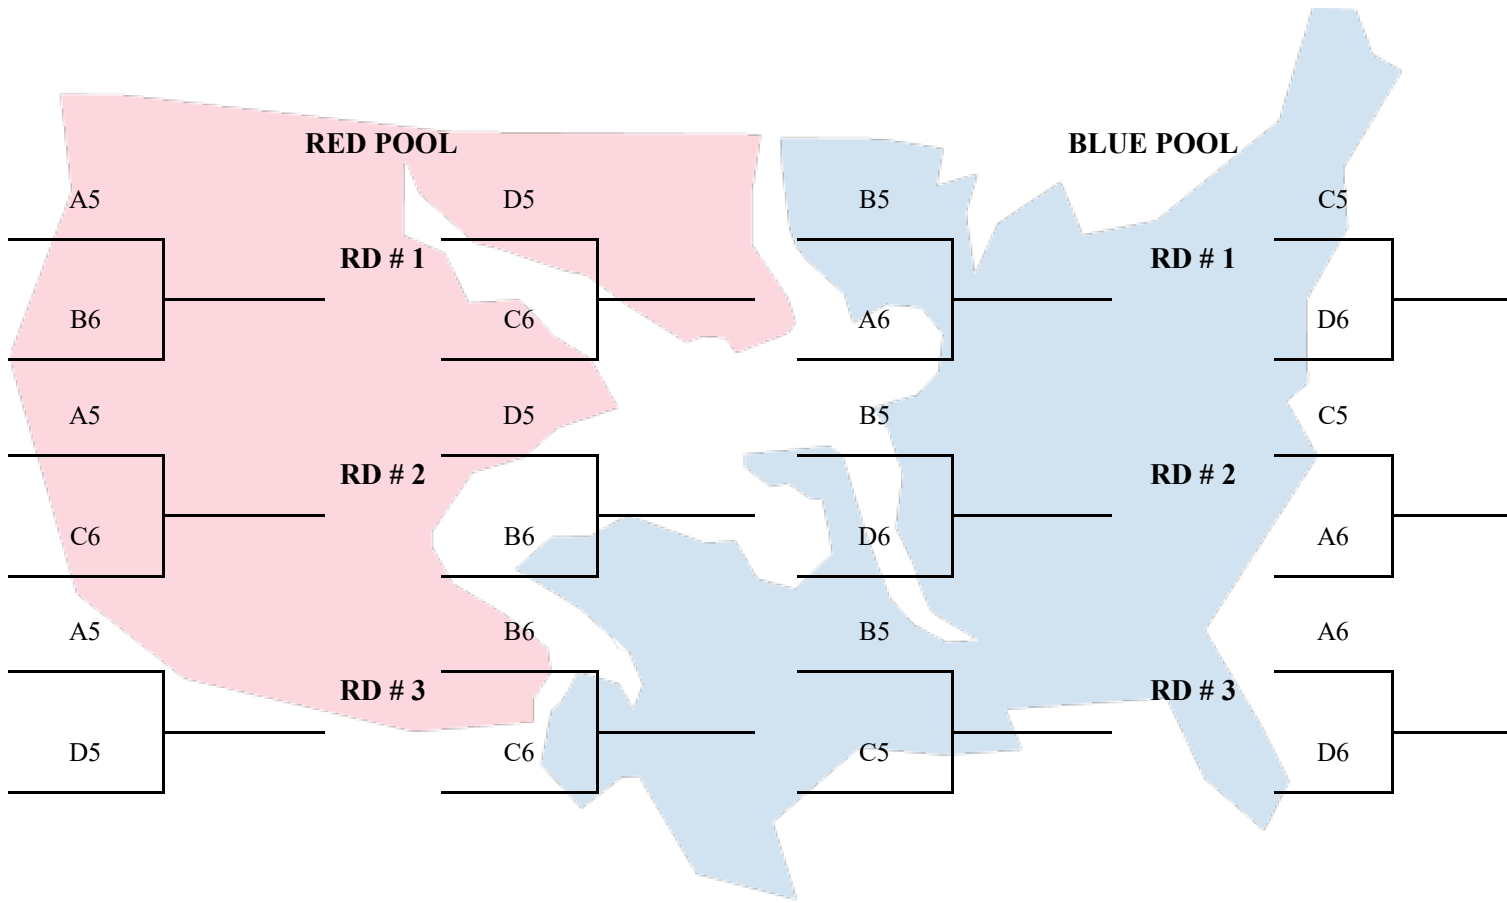 RED POOL BLUE POOL
A5 D5 B5 C5
RD # 1 RD # 1
B6 C6 A6 D6
A5 D5 B5 C5
RD # 2 RD # 2
C6 B6 D6 A6
A5 B6 B5 A6
RD # 3 RD # 3
D5 C6 C5 D6